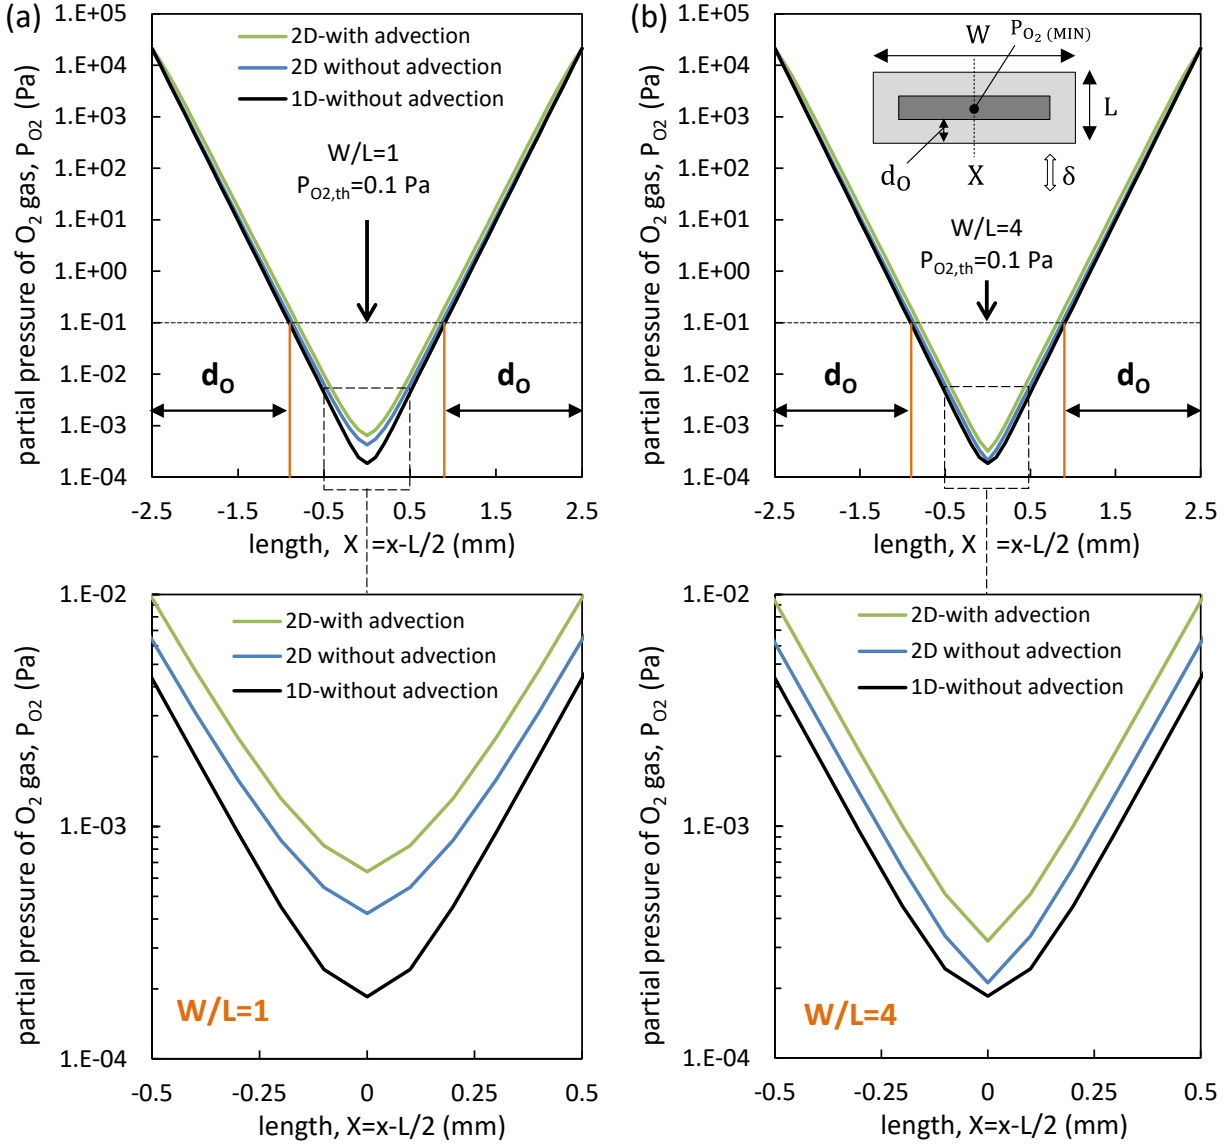 (a)
partial pressure of O2 gas, PO2 (Pa)
1.E+05
1.E+04
1.E+03
1.E+02
1.E+01
1.E+00
1.E-01
1.E-02
1.E-03
1.E-04
2D-with advection
2D without advection
1D-without advection
W/L=1
PO2,th=0.1 Pa
dO
dO
-2.5
-1.5
-0.5
0.5
1.5
2.5
length, X =x-L/2 (mm)
(b)
partial pressure of O2 gas, PO2 (Pa)
1.E+05
1.E+04
1.E+03
1.E+02
1.E+01
1.E+00
1.E-01
1.E-02
1.E-03
1.E-04
W
PO2 (MIN)
L
dO
X
δ
W/L=4
PO2,th=0.1 Pa
dO
dO
-2.5
-1.5
-0.5
0.5
1.5
2.5
length, X =x-L/2 (mm)
partial pressure of O2 gas, PO2 (Pa)
1.E-02
1.E-03
1.E-04
2D-with advection
2D without advection
1D-without advection
W/L=1
-0.5
-0.25
0
0.25
0.5
length, X=x-L/2 (mm)
partial pressure of O2 gas, PO2 (Pa)
1.E-02
1.E-03
1.E-04
2D-with advection
2D without advection
1D-without advection
W/L=4
-0.5
-0.25
0
0.25
0.5
length, X=x-L/2 (mm)